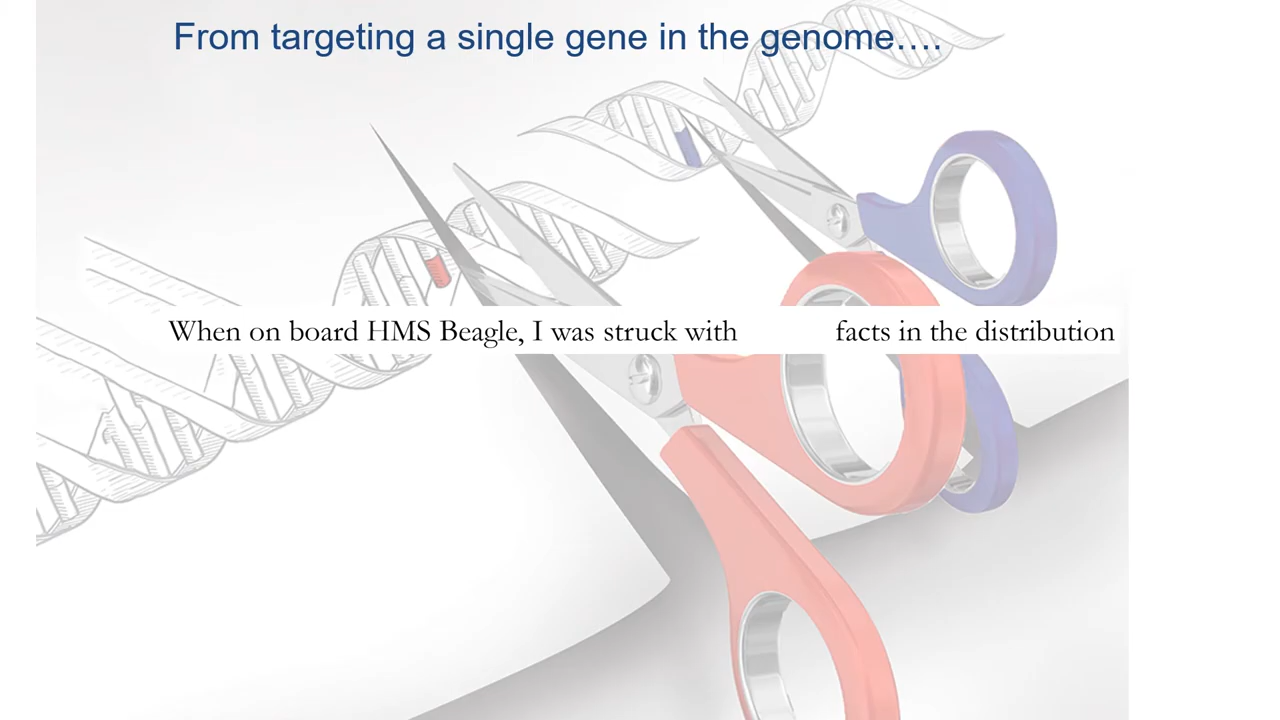 From targeting a single gene in the genome….
When on board HMS Beagle, I was struck with facts in the distribution